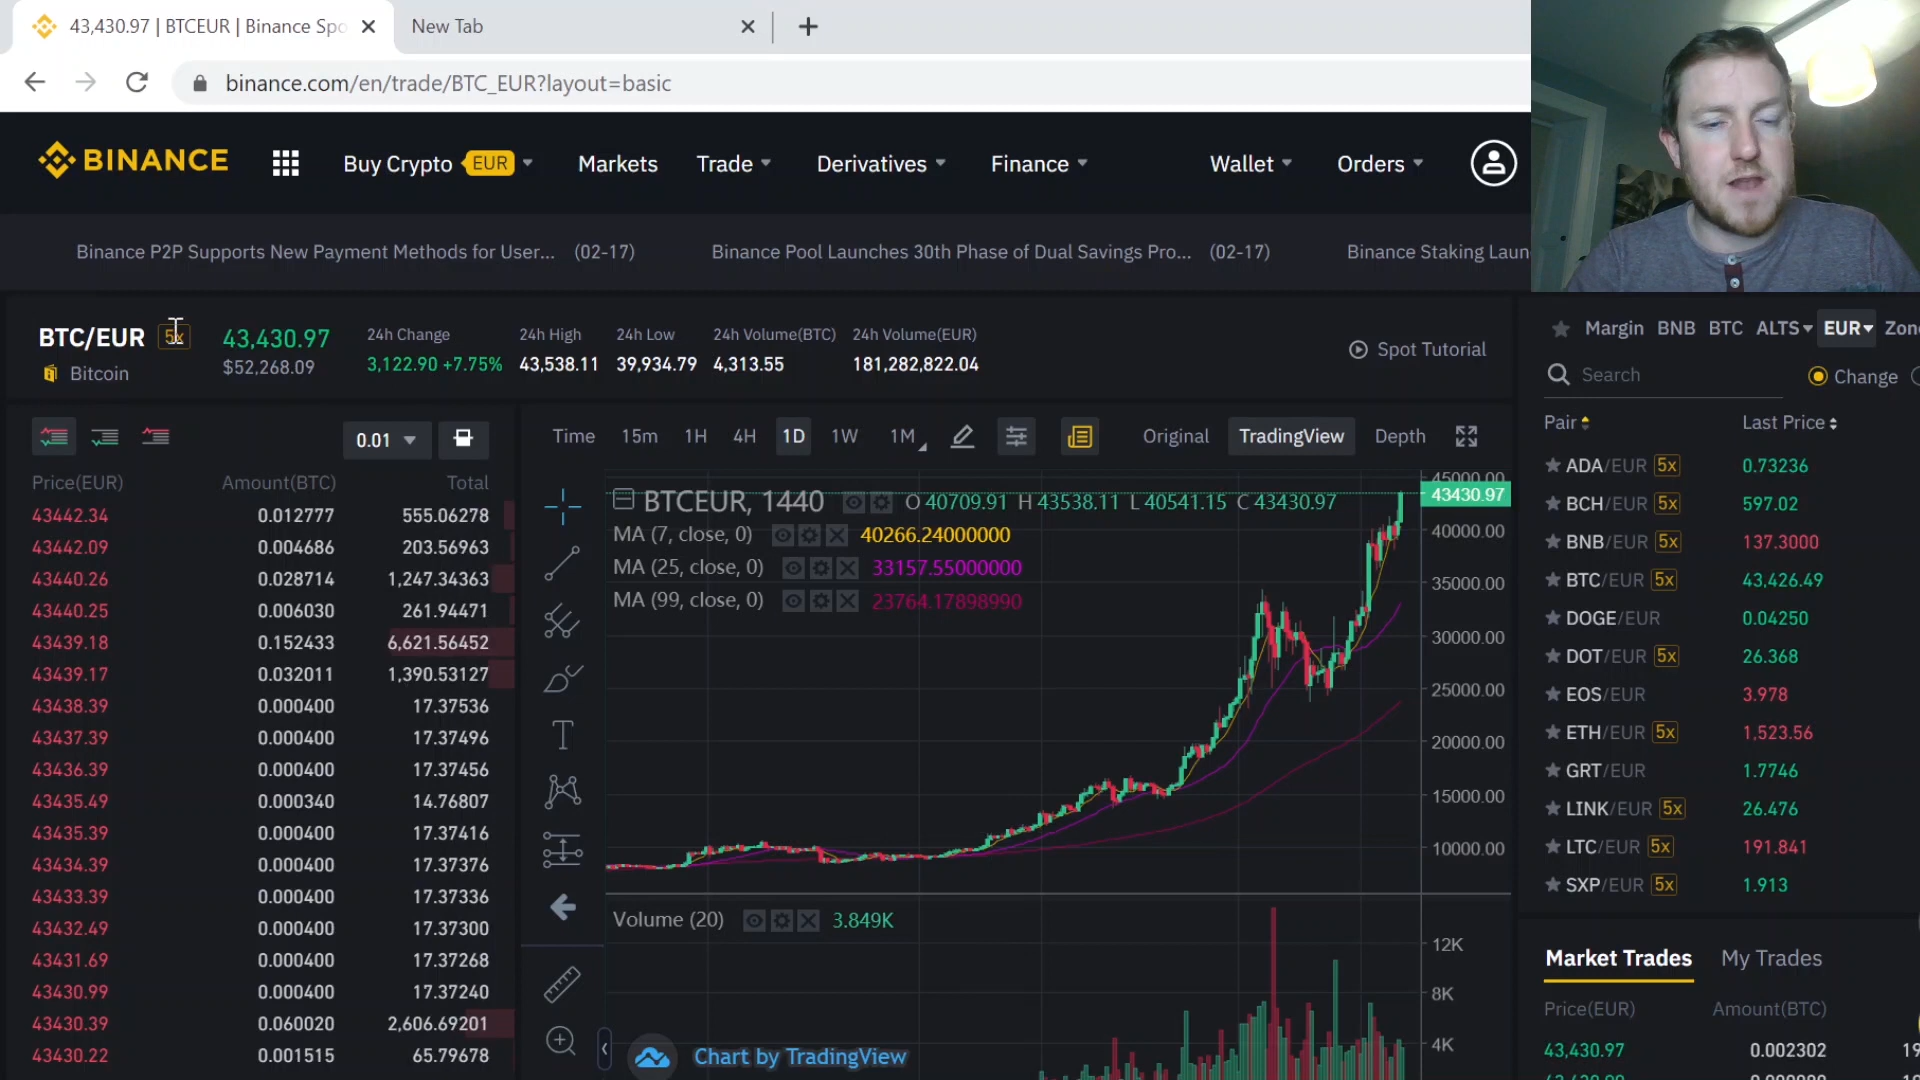 43,430.97 | BTCEUR | Binance Spo
New Tab
binance.com/en/trade/BTC_EUR?layout=basic
BINANCE
Buy Crypto EUR
Markets
Trade
Derivatives
Finance
Wallet
Orders
Binance P2P Supports New Payment Methods for User... (02-17)
Binance Pool Launches 30th Phase of Dual Savings Pro... (02-17)
Binance Staking Laun
BTC/EUR 5x
Bitcoin
43,430.97
$52,268.09
24h Change
3,122.90 +7.75%
24h High
43,538.11
24h Low
39,934.79
24h Volume(BTC)
4,313.55
24h Volume(EUR)
181,282,822.04
Spot Tutorial
0.01
Price(EUR) Amount(BTC) Total
43442.34 0.012777 555.06278
43442.09 0.004686 203.56963
43440.26 0.028714 1,247.34363
43440.25 0.006030 261.94471
43439.18 0.152433 6,621.56452
43439.17 0.032011 1,390.53127
43438.39 0.000400 17.37536
43437.39 0.000400 17.37496
43436.39 0.000400 17.37456
43435.49 0.000340 14.76807
43435.39 0.000400 17.37416
43434.39 0.000400 17.37376
43433.39 0.000400 17.37336
43432.49 0.000400 17.37300
43431.69 0.000400 17.37268
43430.99 0.000400 17.37240
43430.39 0.060020 2,606.69201
43430.22 0.001515 65.79678
Time 15m 1H 4H 1D 1W 1M
Original TradingView Depth
BTCEUR, 1440 O 40709.91 H 43538.11 L 40541.15 C 43430.97
MA (7, close, 0) 40266.24000000
MA (25, close, 0) 33157.55000000
MA (99, close, 0) 23764.17898990
45000.00
43430.97
40000.00
35000.00
30000.00
25000.00
20000.00
15000.00
10000.00
Volume (20) 3.849K
12K
8K
4K
Chart by TradingView
Margin BNB BTC ALTS EUR Zon
Search
Change
Pair Last Price
ADA/EUR 5x 0.73236
BCH/EUR 5x 597.02
BNB/EUR 5x 137.3000
BTC/EUR 5x 43,426.49
DOGE/EUR 0.04250
DOT/EUR 5x 26.368
EOS/EUR 3.978
ETH/EUR 5x 1,523.56
GRT/EUR 1.7746
LINK/EUR 5x 26.476
LTC/EUR 5x 191.841
SXP/EUR 5x 1.913
Market Trades My Trades
Price(EUR) Amount(BTC)
43,430.97 0.002302 19